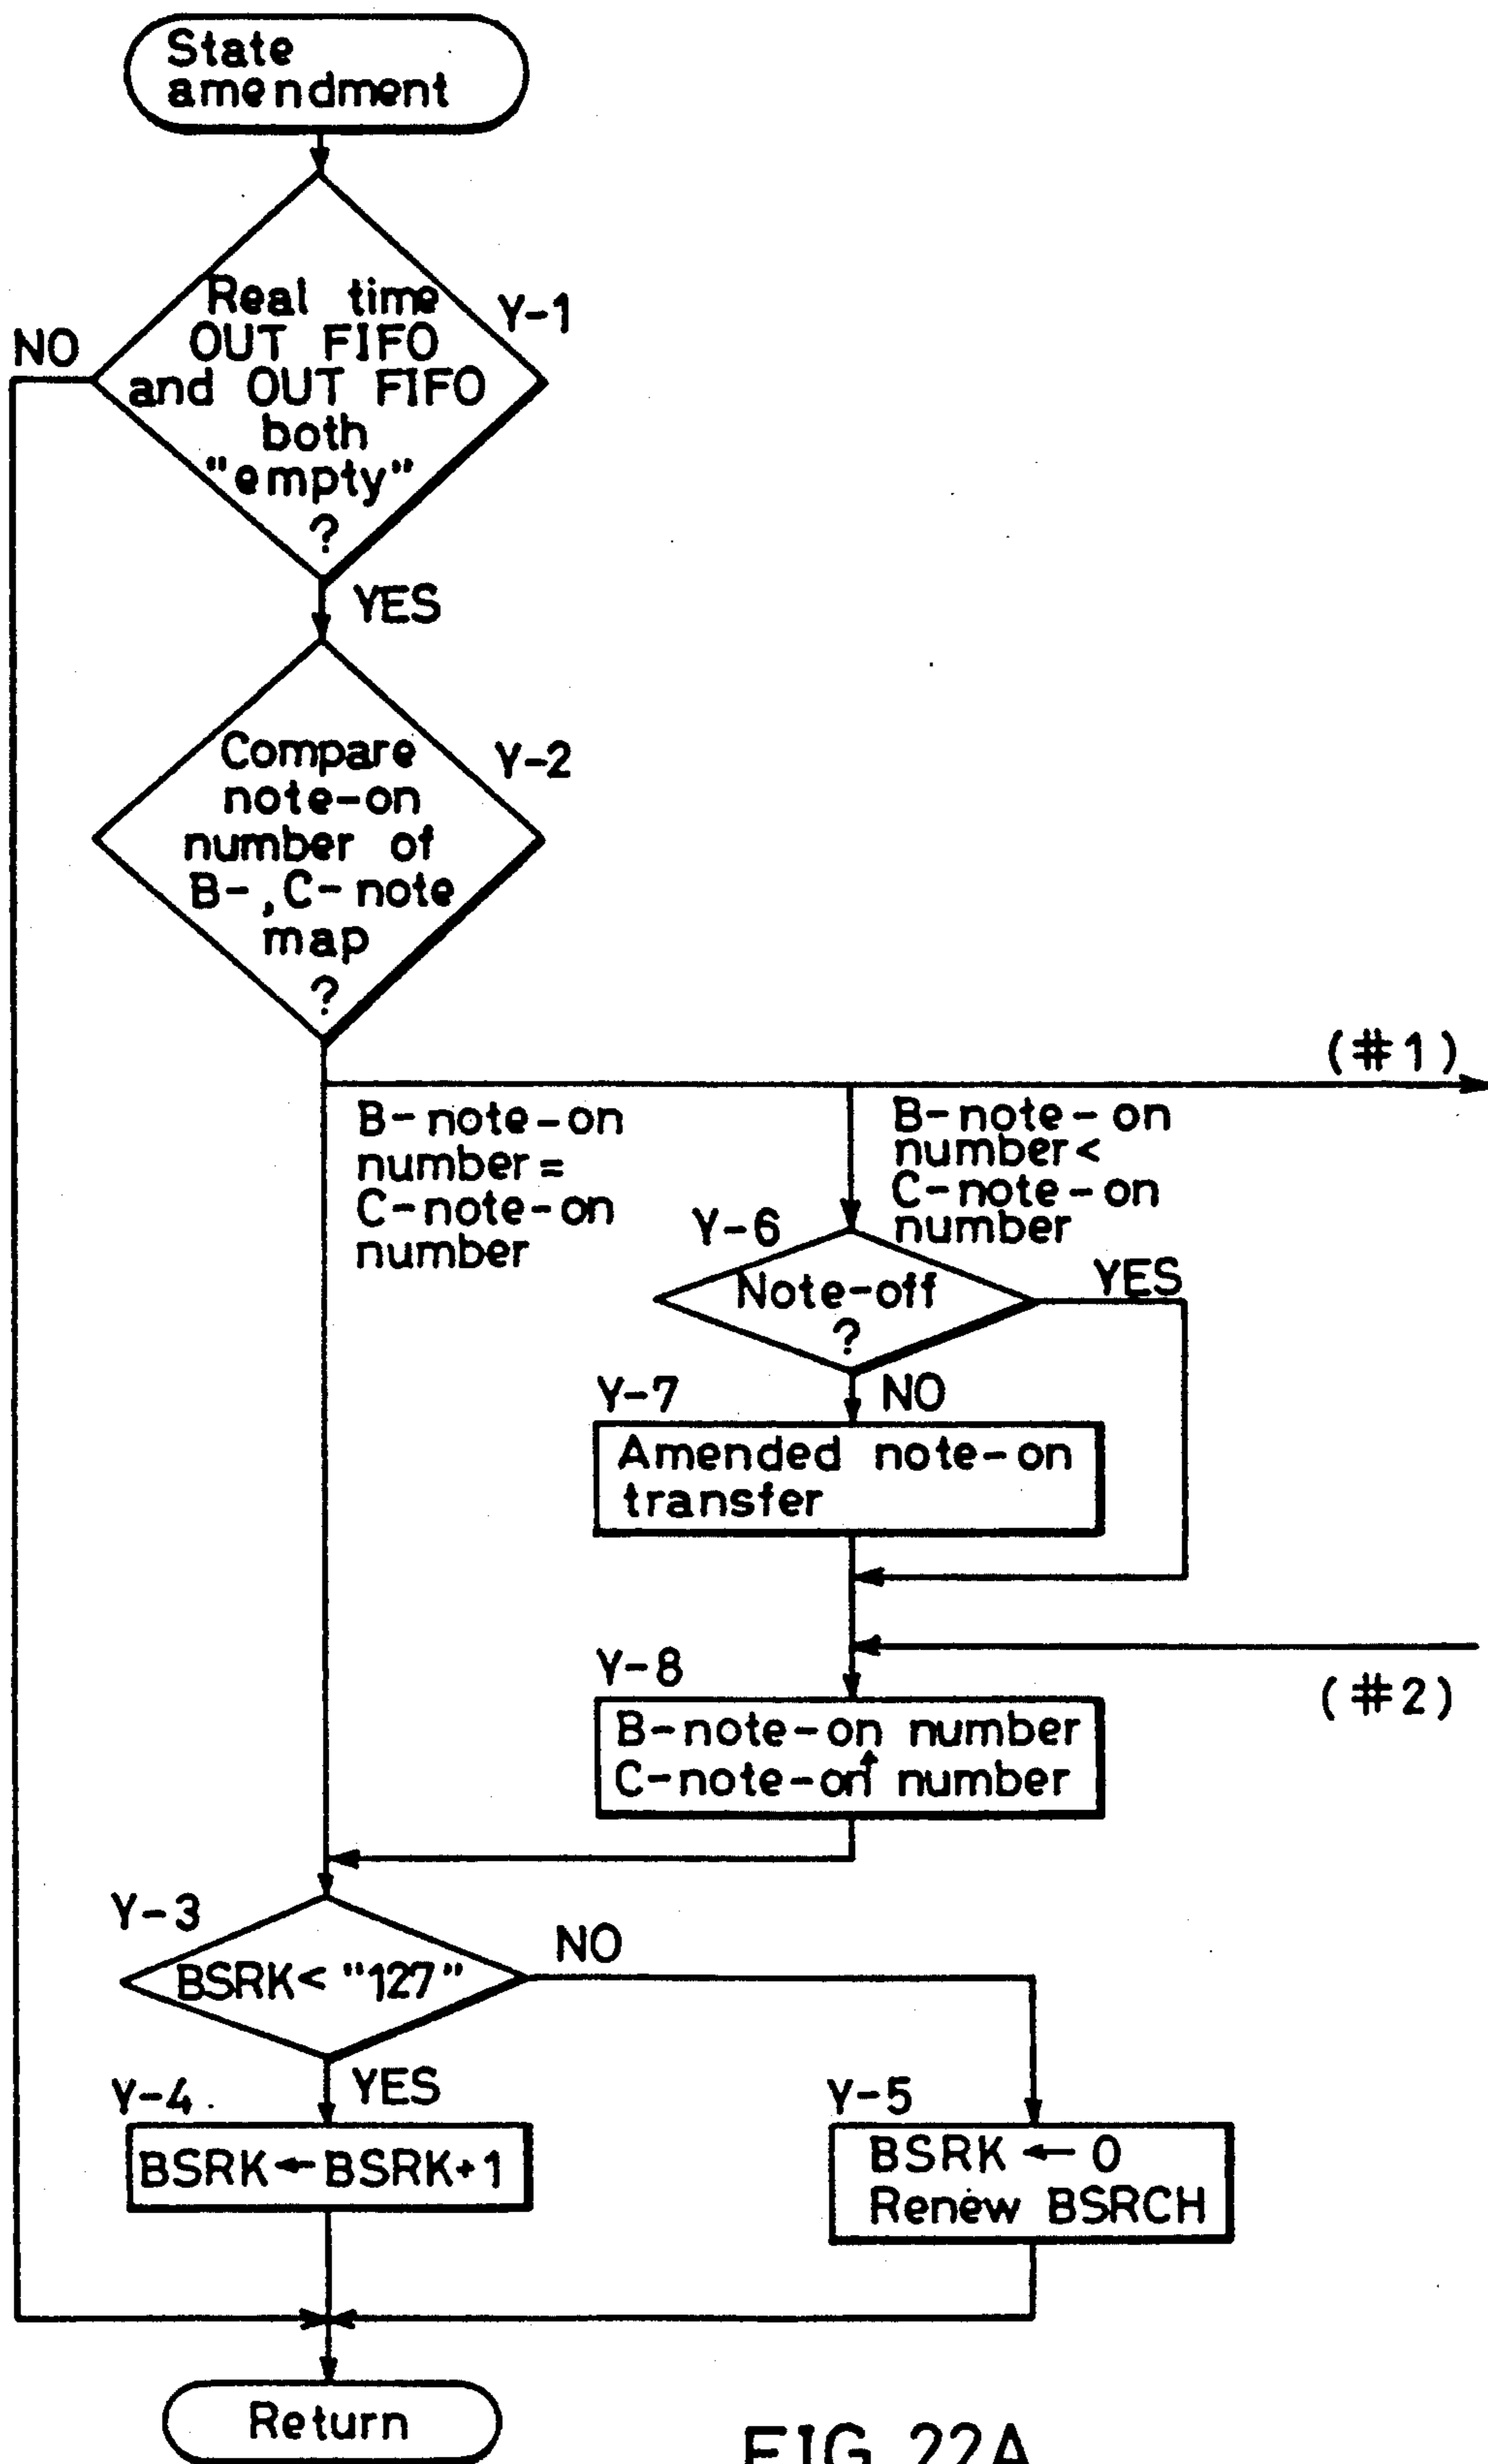 State
amendment
Real time
OUT FIFO
and OUT FIFO
both
"empty"
?
Y-1
NO
YES
Compare
note-on
number of
B-,C-note
map
?
Y-2
(#1)
B-note-on
number=
C-note-on
number
B-note-on
number<
C-note-on
number
Y-6
Note-off
?
YES
NO
Y-7
Amended note-on
transfer
(#2)
Y-8
B-note-on number
↑
C-note-on number
Y-3
BSRK< "127"
NO
YES
Y-4
BSRK←BSRK+1
Y-5
BSRK ← 0
Renew BSRCH
Return
FIG. 22A